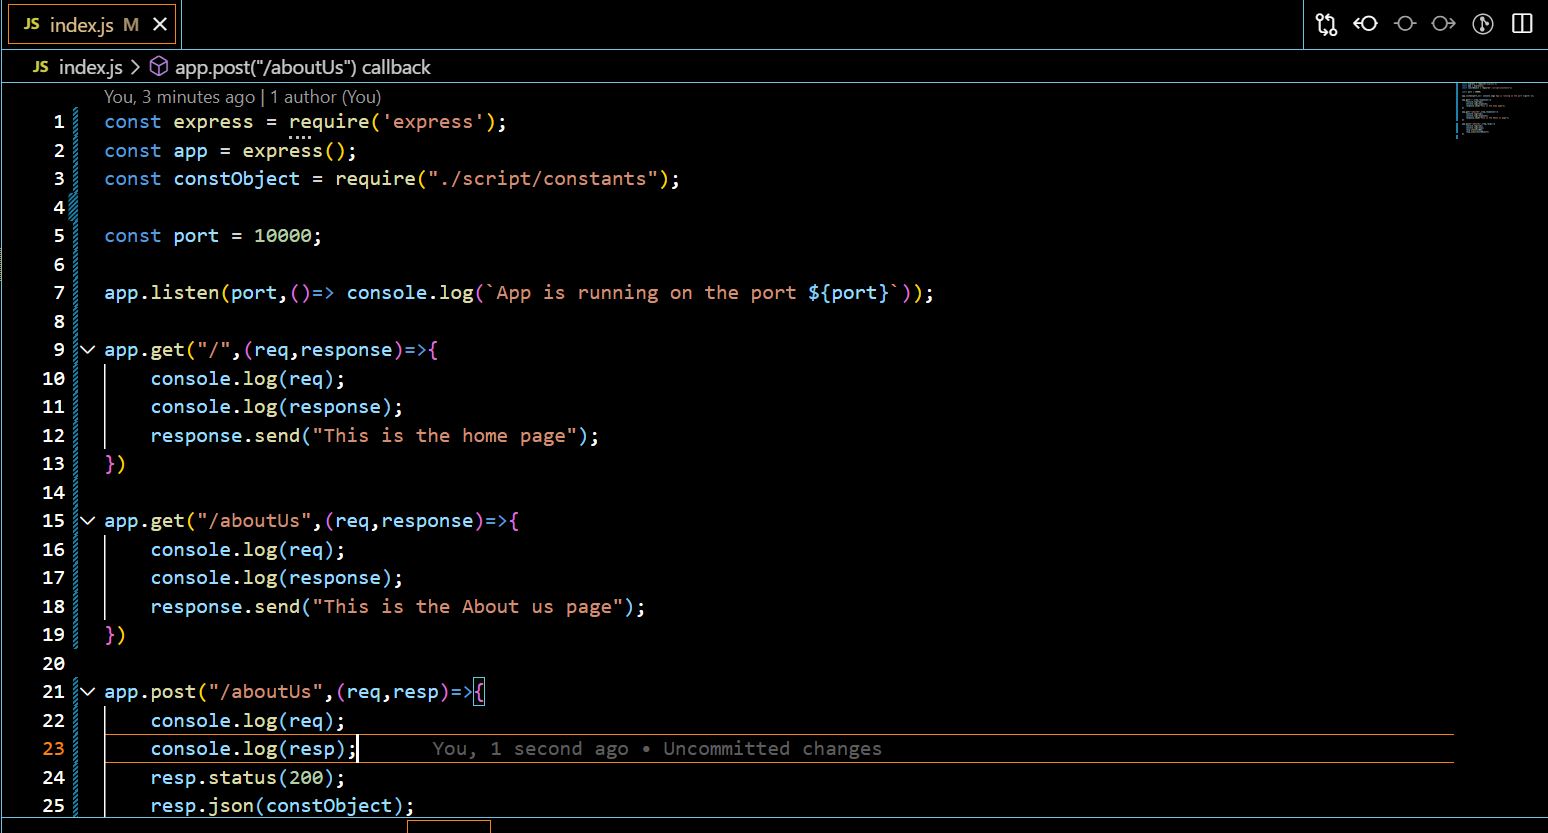 JS index.js M
JS index.js > app.post("/aboutUs") callback
You, 3 minutes ago | 1 author (You)
1 const express = require('express');
2 const app = express();
3 const constObject = require("./script/constants");
4
5 const port = 10000;
6
7 app.listen(port,()=> console.log(`App is running on the port ${port}`));
8
9 app.get("/",(req,response)=>{
10 console.log(req);
11 console.log(response);
12 response.send("This is the home page");
13 })
14
15 app.get("/aboutUs",(req,response)=>{
16 console.log(req);
17 console.log(response);
18 response.send("This is the About us page");
19 })
20
21 app.post("/aboutUs",(req,resp)=>{
22 console.log(req);
23 console.log(resp); You, 1 second ago • Uncommitted changes
24 resp.status(200);
25 resp.json(constObject);